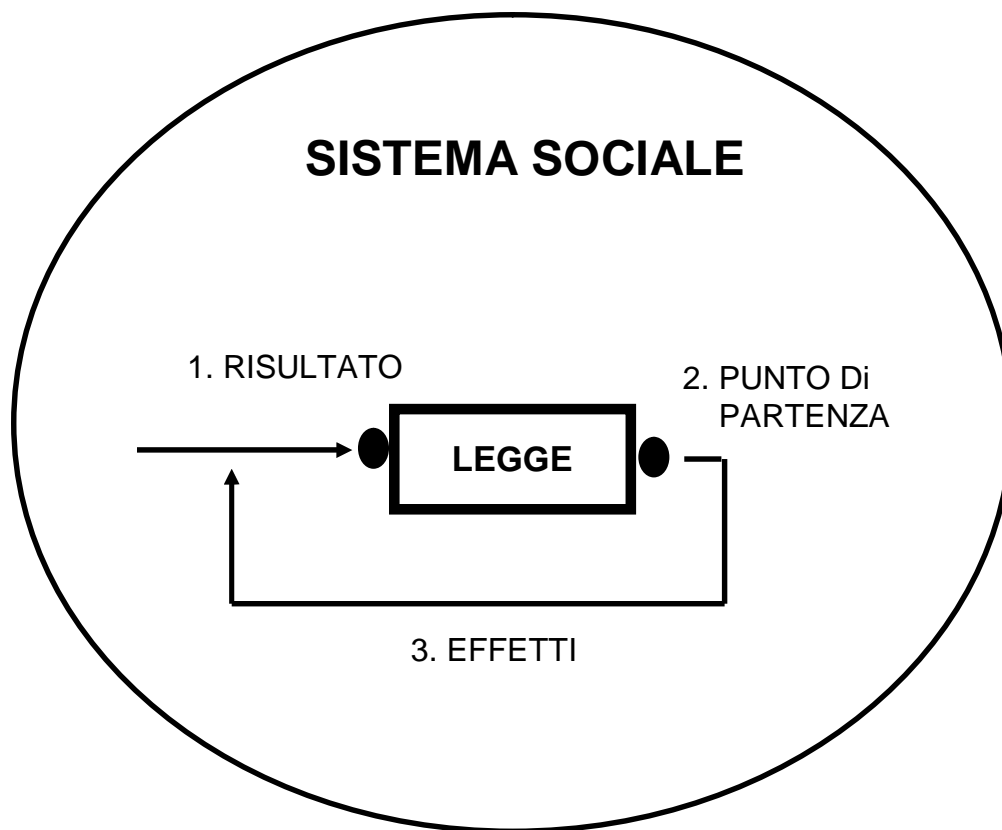 SISTEMA SOCIALE
1. RISULTATO
2. PUNTO Di
PARTENZA
LEGGE
3. EFFETTI